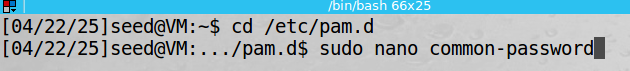 /bin/bash 66x25
[04/22/25]seed@VM:~$ cd /etc/pam.d
[04/22/25]seed@VM:.../pam.d$ sudo nano common-password